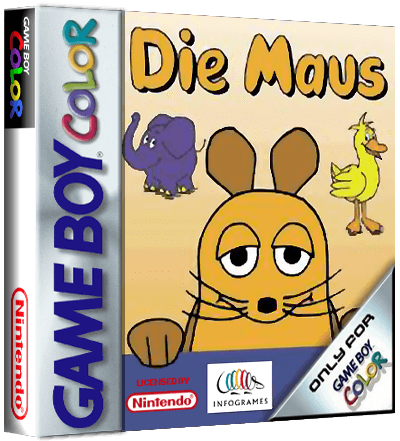 GAME BOY COLOR
Nintendo
GAME BOY COLOR
Die Maus
LICENSED BY
Nintendo
INFOGRAMES
ONLY FOR
GAME BOY
COLOR